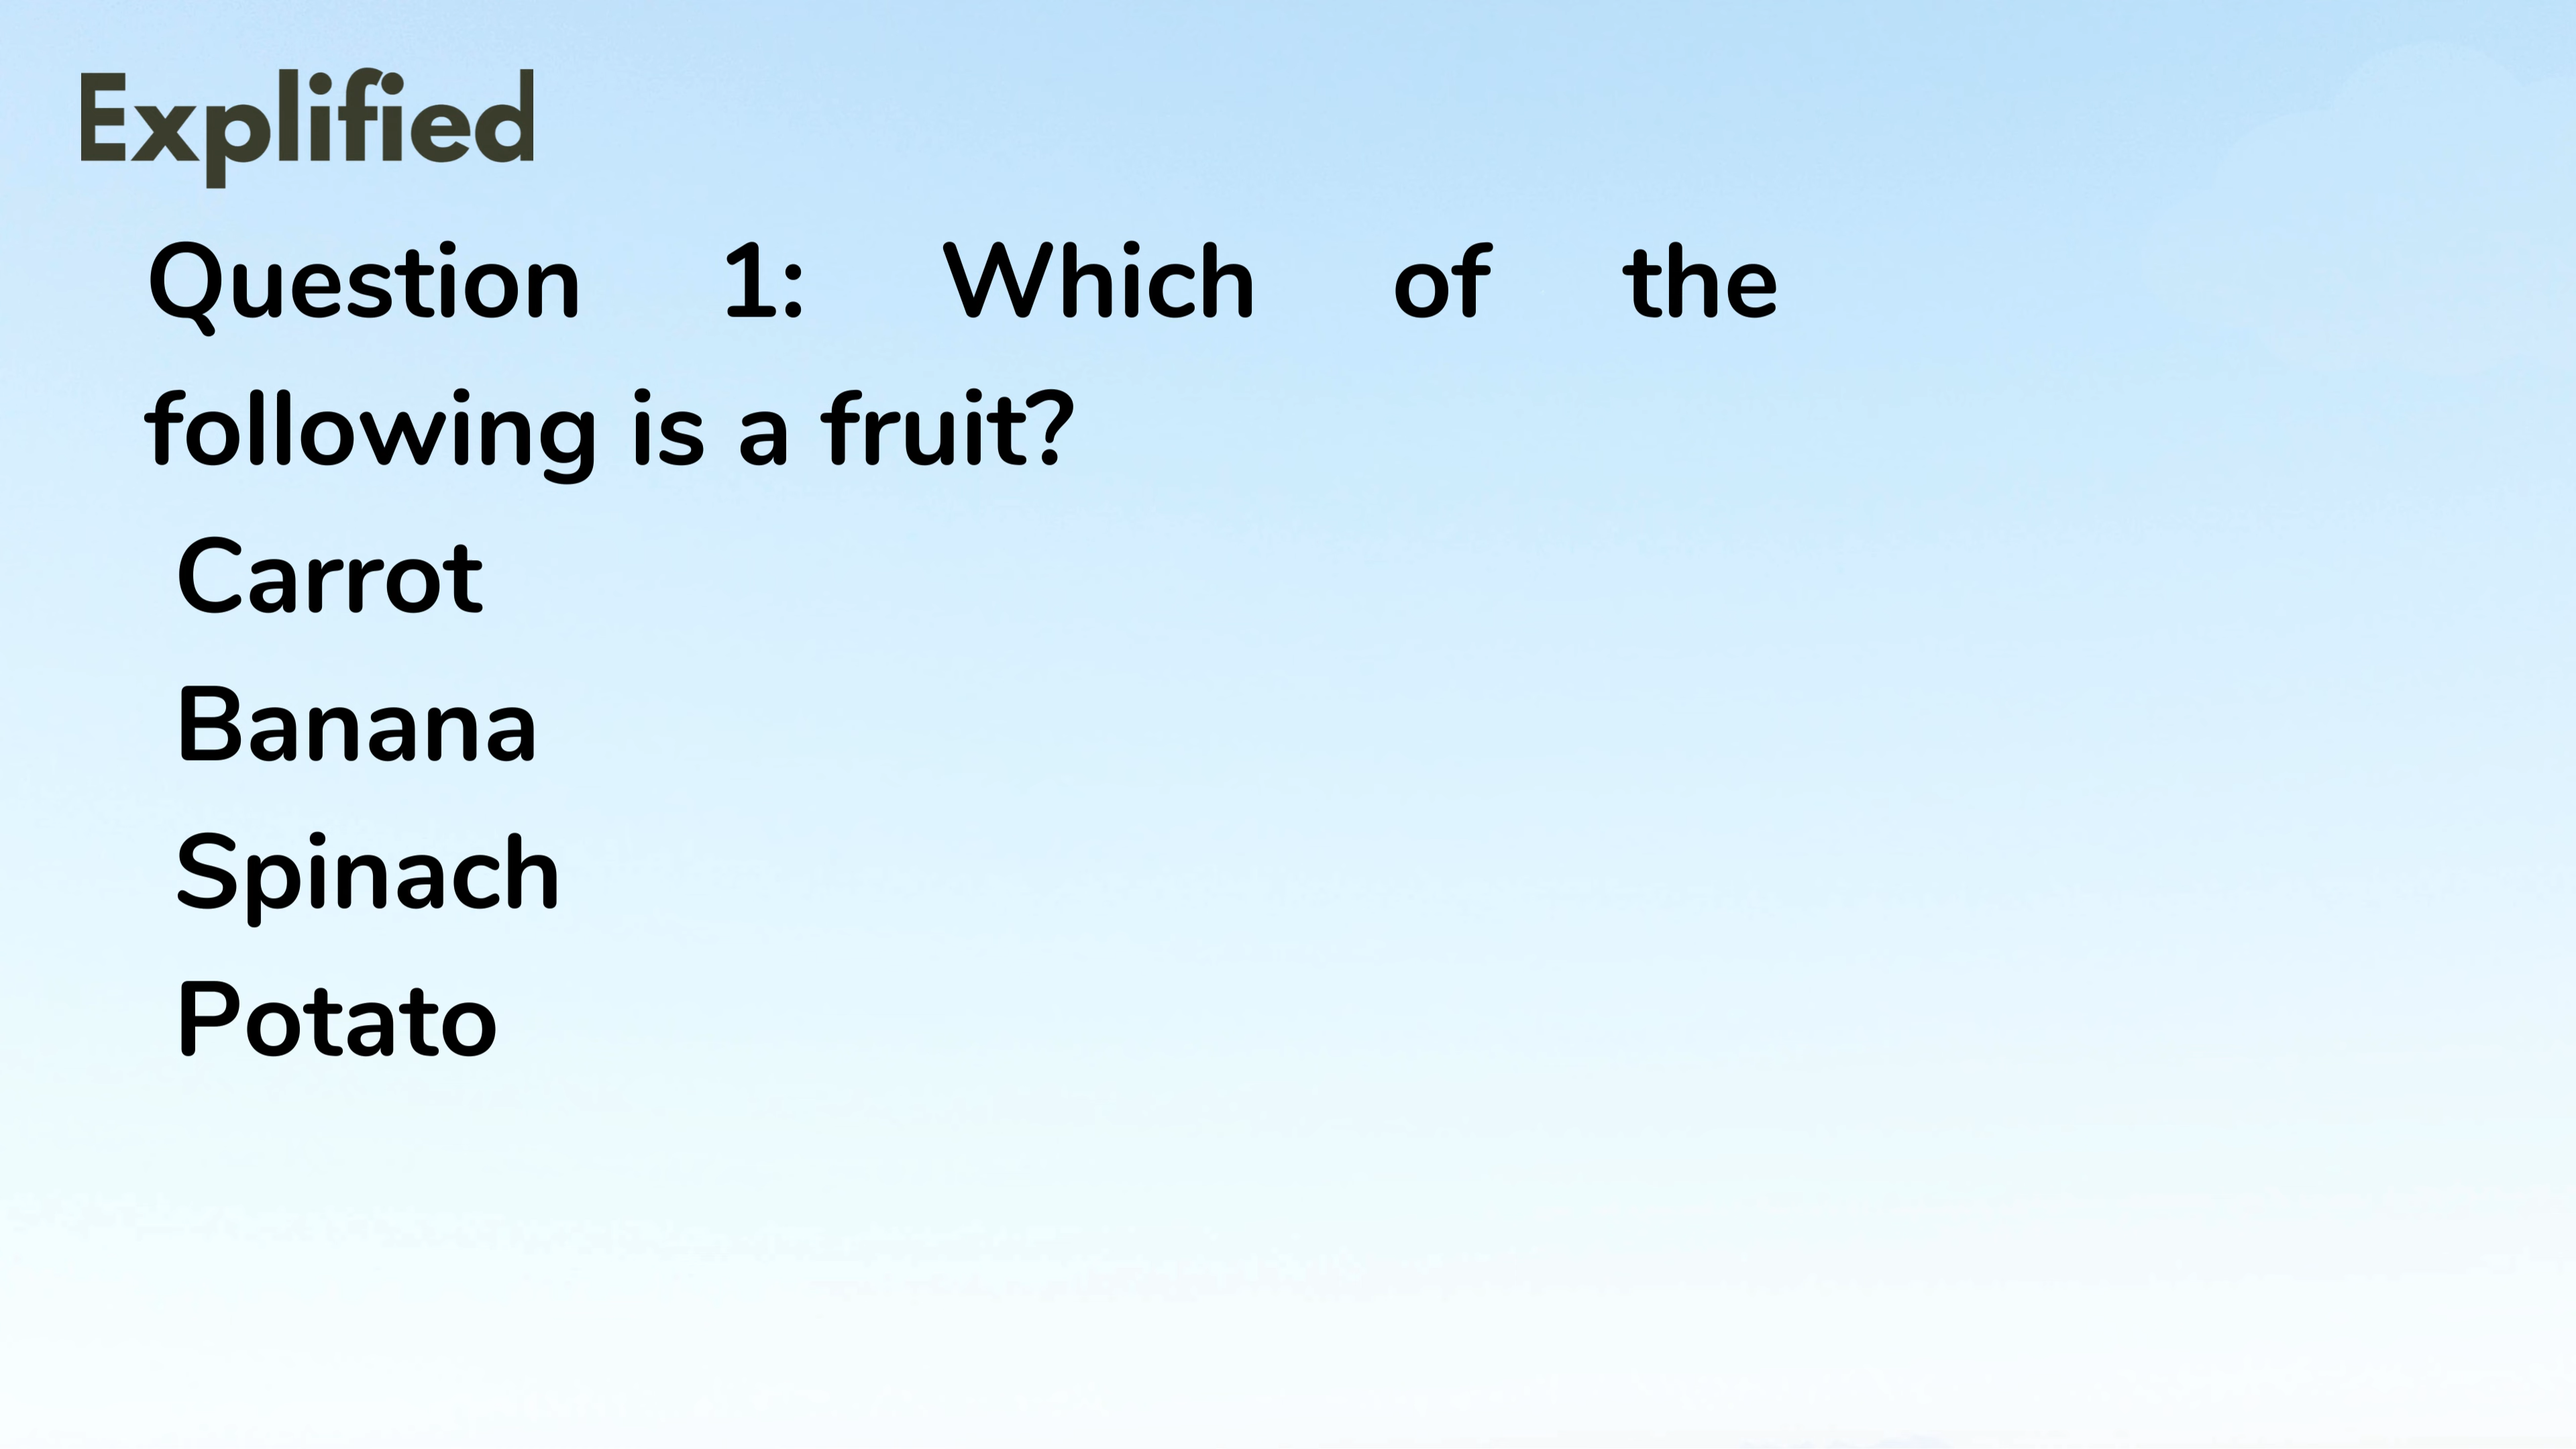 Explified
Question 1: Which of the
following is a fruit?
Carrot
Banana
Spinach
Potato